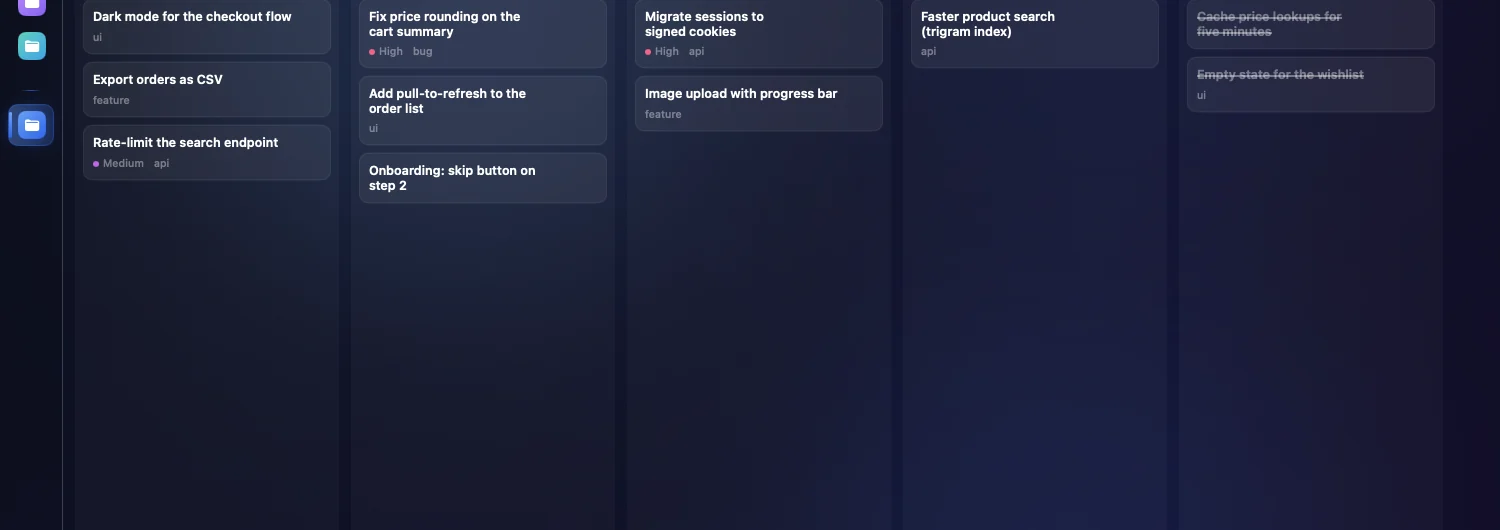 Dark mode for the checkout flow
ui
Export orders as CSV
feature
Rate-limit the search endpoint
Medium api
Fix price rounding on the
cart summary
High bug
Add pull-to-refresh to the
order list
ui
Onboarding: skip button on
step 2
Migrate sessions to
signed cookies
High api
Image upload with progress bar
feature
Faster product search
(trigram index)
api
Cache price lookups for
five minutes
Empty state for the wishlist
ui